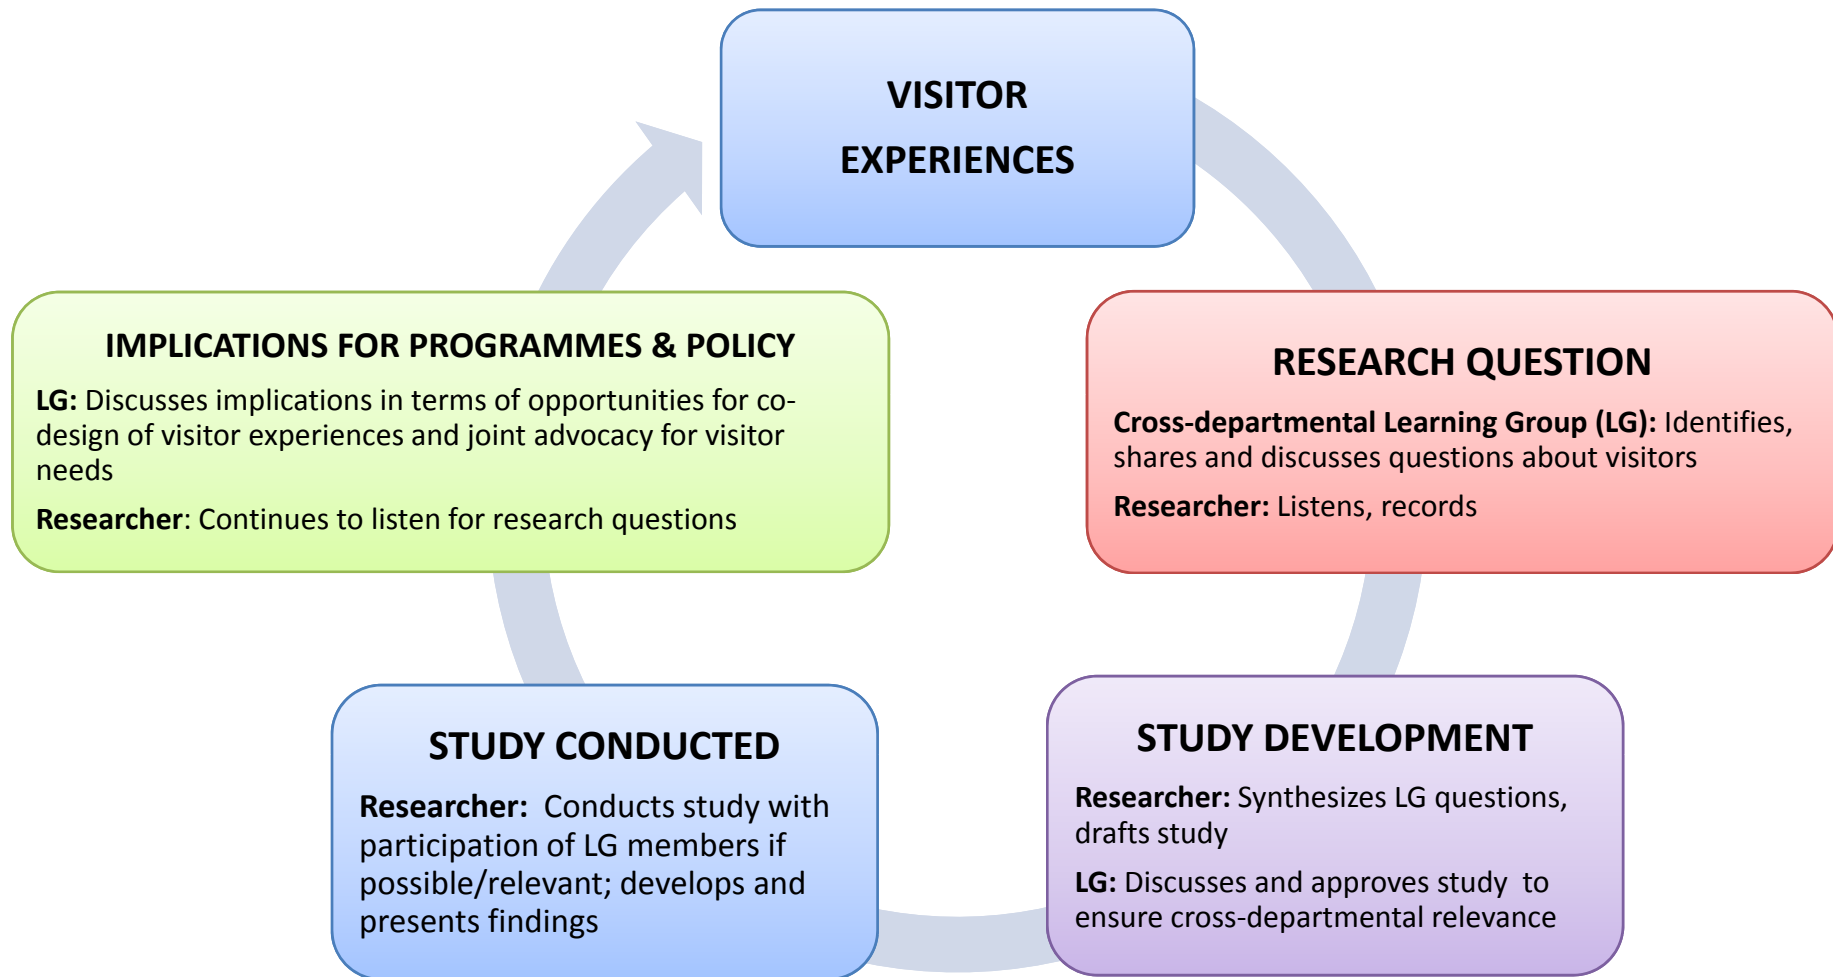 VISITOR
EXPERIENCES
RESEARCH QUESTION
Cross-departmental Learning Group (LG): Identifies,
shares and discusses questions about visitors
Researcher: Listens, records
STUDY DEVELOPMENT
Researcher: Synthesizes LG questions,
drafts study
LG: Discusses and approves study to
ensure cross-departmental relevance
STUDY CONDUCTED
Researcher: Conducts study with
participation of LG members if
possible/relevant; develops and
presents findings
IMPLICATIONS FOR PROGRAMMES & POLICY
LG: Discusses implications in terms of opportunities for co-
design of visitor experiences and joint advocacy for visitor
needs
Researcher: Continues to listen for research questions